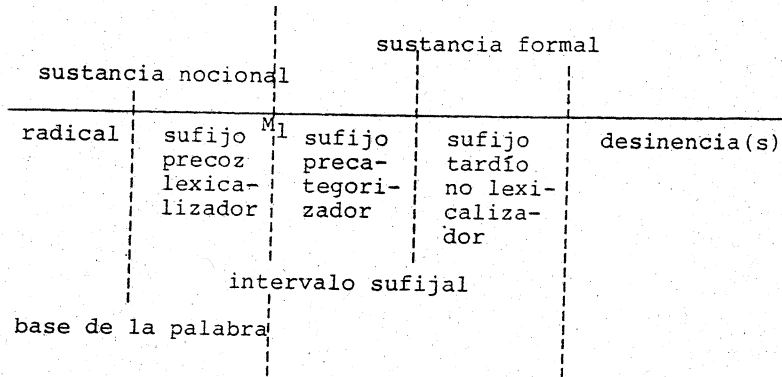 sustancia formal
sustancia nocional
radical
sufijo
precoz
lexica-
lizador
M1
sufijo
preca-
tegori-
zador
sufijo
tardío
no lexi-
caliza-
dor
desinencia(s)
intervalo sufijal
base de la palabra